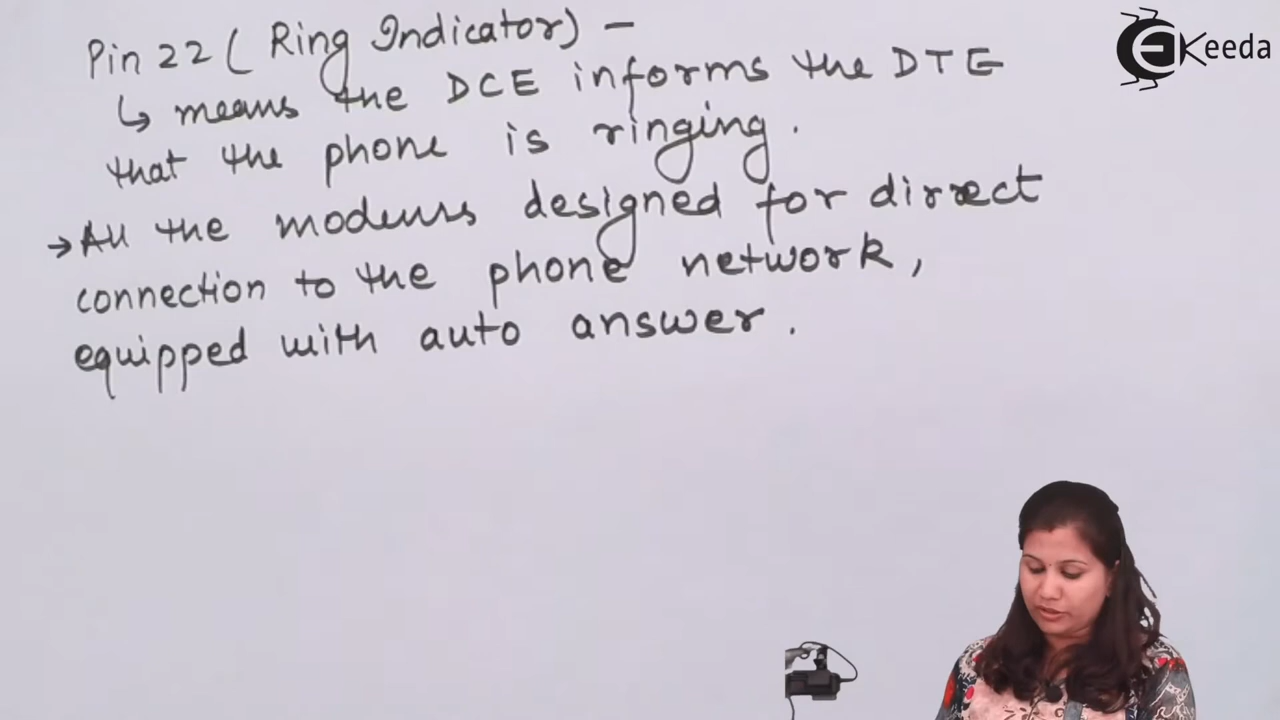 Pin 22 ( Ring Indicator) -
↳ means the DCE informs the DTE
that the phone is ringing.
→ All the modems designed for direct
connection to the phone network,
equipped with auto answer.
EKeeda